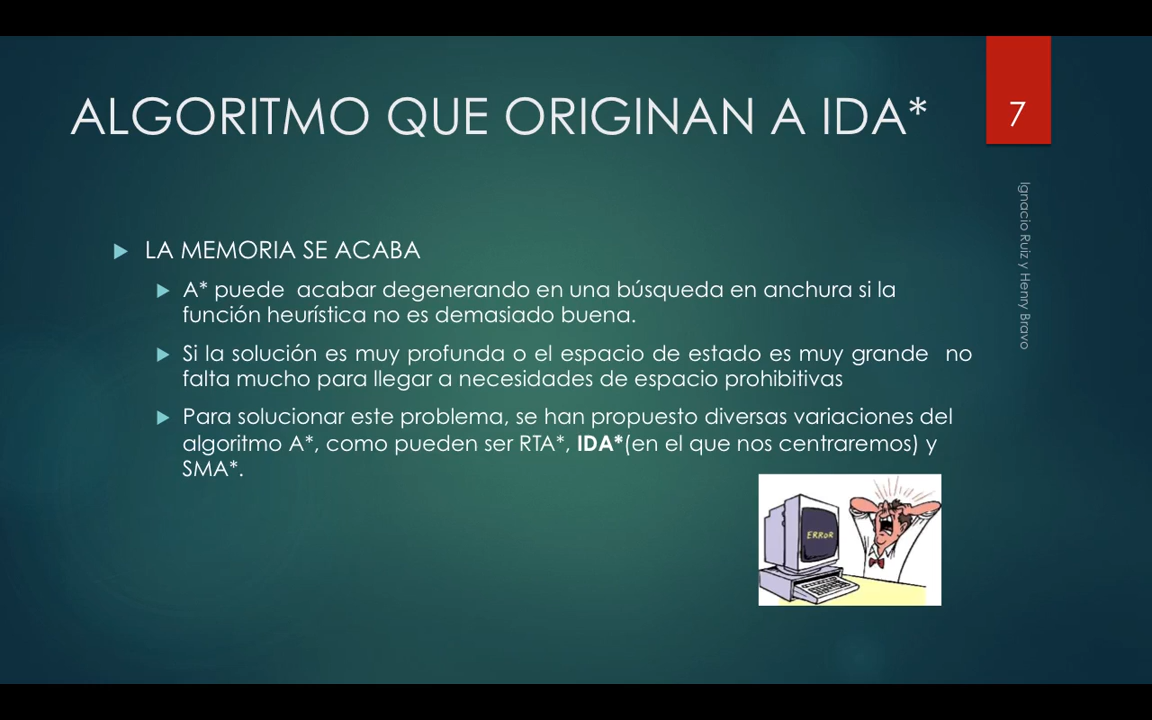 ALGORITMO QUE ORIGINAN A IDA*
7
Ignacio Ruiz y Henry Bravo
LA MEMORIA SE ACABA
A* puede acabar degenerando en una búsqueda en anchura si la
función heurística no es demasiado buena.
Si la solución es muy profunda o el espacio de estado es muy grande no
falta mucho para llegar a necesidades de espacio prohibitivas
Para solucionar este problema, se han propuesto diversas variaciones del
algoritmo A*, como pueden ser RTA*, IDA*(en el que nos centraremos) y
SMA*.
ERROR